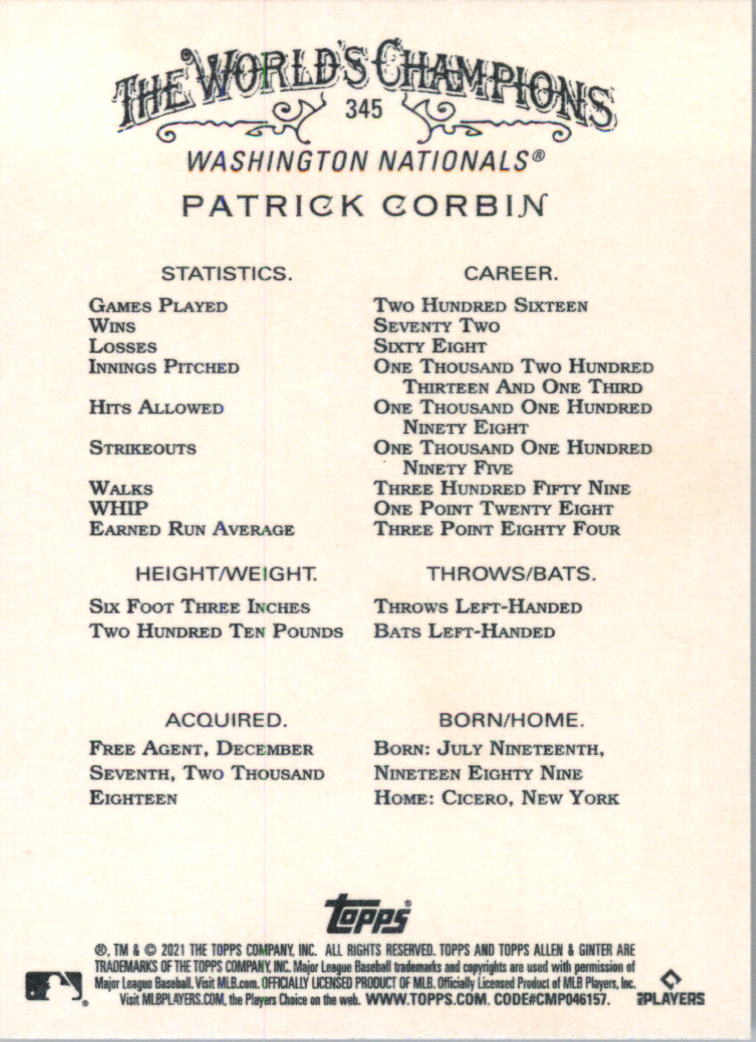 THE WORLD'S CHAMPIONS
345
WASHINGTON NATIONALS®
PATRICK CORBIN
STATISTICS. CAREER.
GAMES PLAYED TWO HUNDRED SIXTEEN
WINS SEVENTY TWO
LOSSES SIXTY EIGHT
INNINGS PITCHED ONE THOUSAND TWO HUNDRED
THIRTEEN AND ONE THIRD
HITS ALLOWED ONE THOUSAND ONE HUNDRED
NINETY EIGHT
STRIKEOUTS ONE THOUSAND ONE HUNDRED
NINETY FIVE
WALKS THREE HUNDRED FIFTY NINE
WHIP ONE POINT TWENTY EIGHT
EARNED RUN AVERAGE THREE POINT EIGHTY FOUR
HEIGHT/WEIGHT. THROWS/BATS.
SIX FOOT THREE INCHES THROWS LEFT-HANDED
TWO HUNDRED TEN POUNDS BATS LEFT-HANDED
ACQUIRED. BORN/HOME.
FREE AGENT, DECEMBER BORN: JULY NINETEENTH,
SEVENTH, TWO THOUSAND NINETEEN EIGHTY NINE
EIGHTEEN HOME: CICERO, NEW YORK
Topps®
®, TM & © 2021 THE TOPPS COMPANY, INC. ALL RIGHTS RESERVED. TOPPS AND TOPPS ALLEN & GINTER ARE
TRADEMARKS OF THE TOPPS COMPANY, INC. Major League Baseball trademarks and copyrights are used with permission of
Major League Baseball. Visit MLB.com. OFFICIALLY LICENSED PRODUCT OF MLB. Officially Licensed Product of MLB Players, Inc.
Visit MLBPLAYERS.COM, the Players Choice on the web. WWW.TOPPS.COM. CODE#CMP046157.
PLAYERS